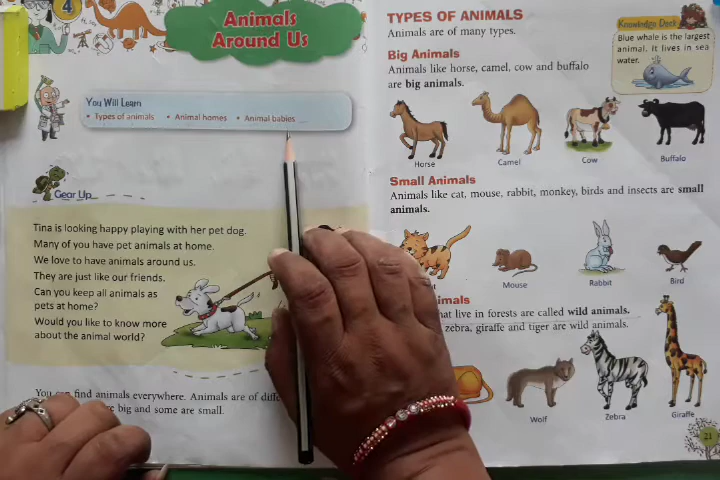 4
Animals
Around Us
You Will Learn
• Types of animals • Animal homes • Animal babies
Gear Up
Tina is looking happy playing with her pet dog.
Many of you have pet animals at home.
We love to have animals around us.
They are just like our friends.
Can you keep all animals as
pets at home?
Would you like to know more
about the animal world?
You can find animals everywhere. Animals are of
big and some are small.
TYPES OF ANIMALS
Animals are of many types.
Knowledge Deck
Blue whale is the largest
animal. It lives in sea
water.
Big Animals
Animals like horse, camel, cow and buffalo
are big animals.
Horse
Camel
Cow
Buffalo
Small Animals
Animals like cat, mouse, rabbit, monkey, birds and insects are small
animals.
Mouse
Rabbit
Bird
that live in forests are called wild animals.
zebra, giraffe and tiger are wild animals.
Wolf
Zebra
Giraffe
21